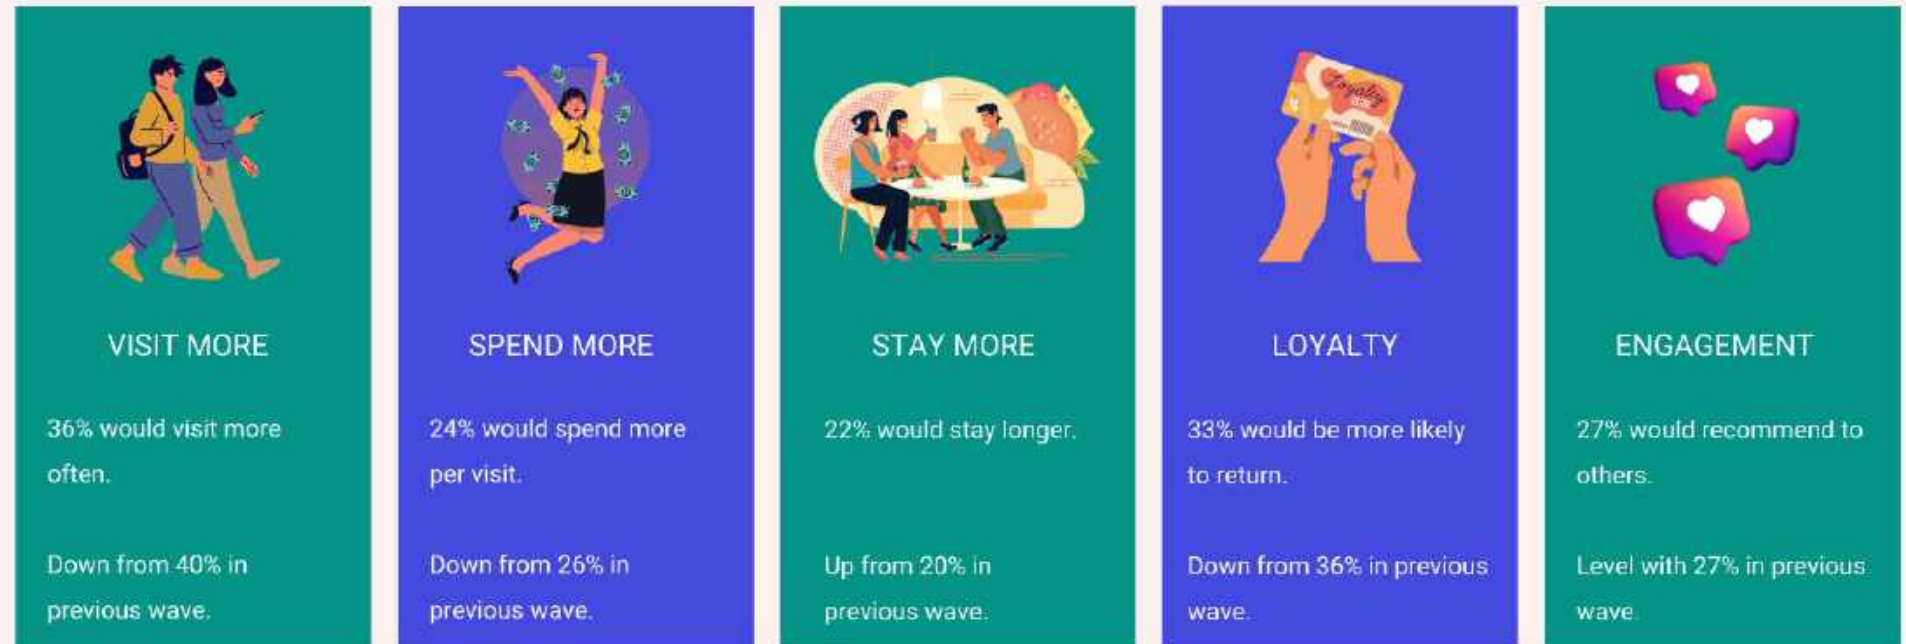 Loyalty
VISIT MORE
36% would visit more
often.
Down from 40% in
previous wave.
SPEND MORE
24% would spend more
per visit.
Down from 26% in
previous wave.
STAY MORE
22% would stay longer.
Up from 20% in
previous wave.
LOYALTY
33% would be more likely
to return.
Down from 36% in previous
wave.
ENGAGEMENT
27% would recommend to
others.
Level with 27% in previous
wave.